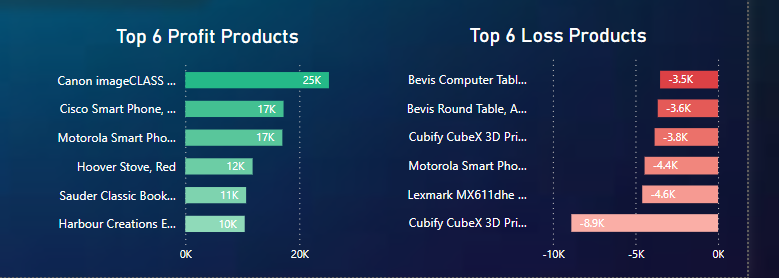 Top 6 Profit Products
Canon imageCLASS ... 25K
Cisco Smart Phone, ... 17K
Motorola Smart Pho... 17K
Hoover Stove, Red 12K
Sauder Classic Book... 11K
Harbour Creations E... 10K
0K 20K
Top 6 Loss Products
Bevis Computer Tabl... -3.5K
Bevis Round Table, A... -3.6K
Cubify CubeX 3D Pri... -3.8K
Motorola Smart Pho... -4.4K
Lexmark MX611dhe ... -4.6K
Cubify CubeX 3D Pri... -8.9K
-10K -5K 0K